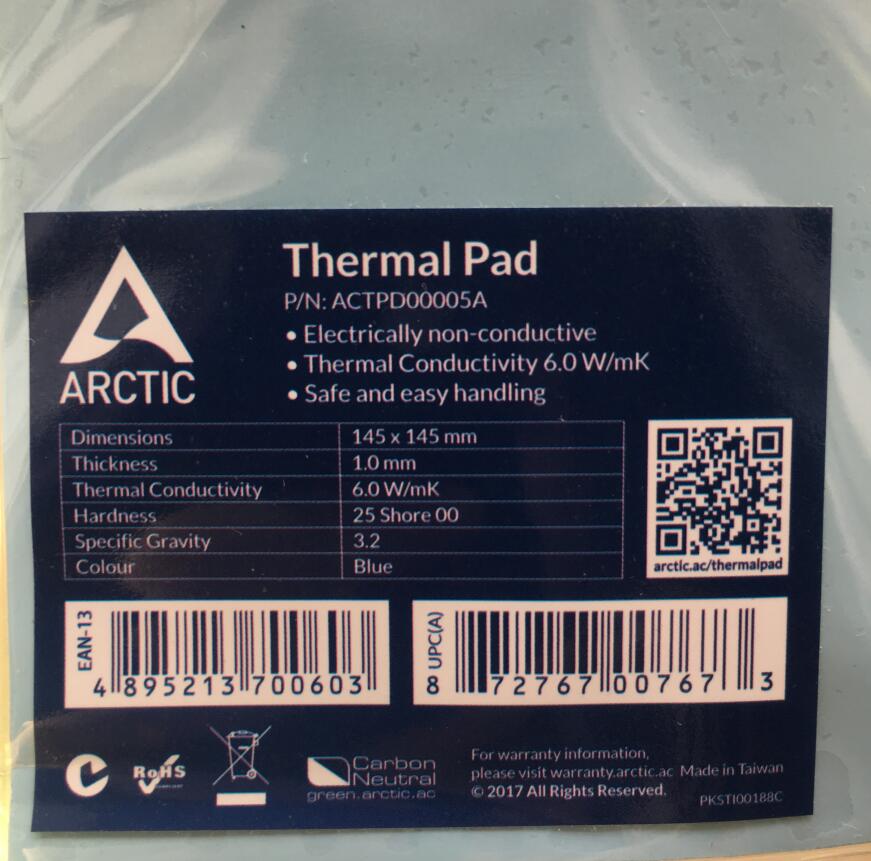 Thermal Pad
P/N: ACTPD00005A
• Electrically non-conductive
• Thermal Conductivity 6.0 W/mK
• Safe and easy handling
ARCTIC
Dimensions 145 x 145 mm
Thickness 1.0 mm
Thermal Conductivity 6.0 W/mK
Hardness 25 Shore 00
Specific Gravity 3.2
Colour Blue
arctic.ac/thermalpad
EAN-13
4 895213 700603
UPC(A)
8 72767 00767 3
RoHS
Carbon
Neutral
green.arctic.ac
For warranty information,
please visit warranty.arctic.ac Made in Taiwan
© 2017 All Rights Reserved.
PKSTI00188C